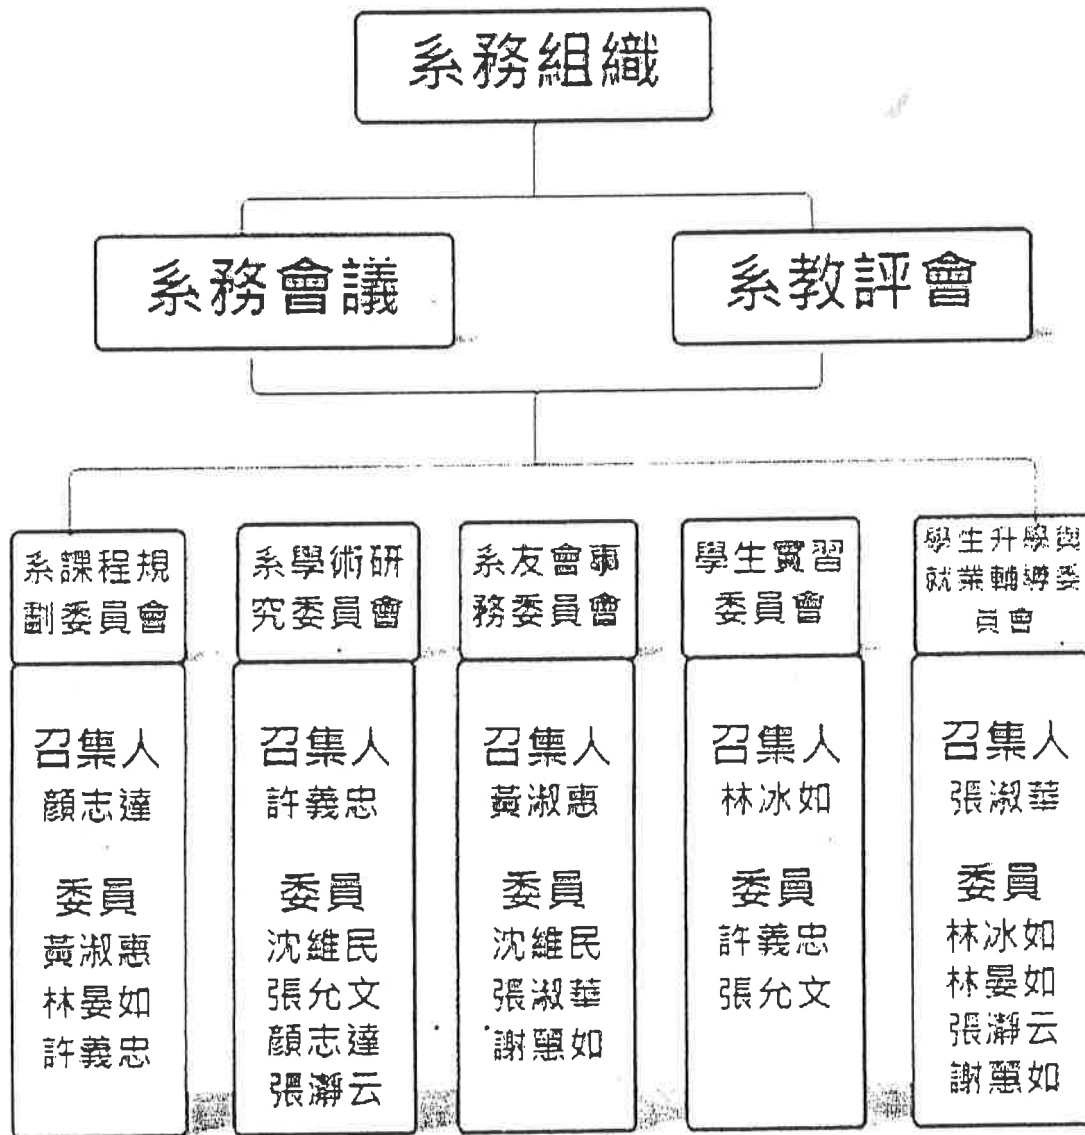 系務組織
系務會議
系教評會
系課程規
劃委員會
召集人
顏志達
委員
黃淑惠
林晏如
許義忠
系學術研
究委員會
召集人
許義忠
委員
沈維民
張允文
顏志達
張瀞云
系友會事
務委員會
召集人
黃淑惠
委員
沈維民
張淑華
謝蕙如
學生實習
委員會
召集人
林冰如
委員
許義忠
張允文
學生升學與
就業輔導委
員會
召集人
張淑華
委員
林冰如
林晏如
張瀞云
謝蕙如